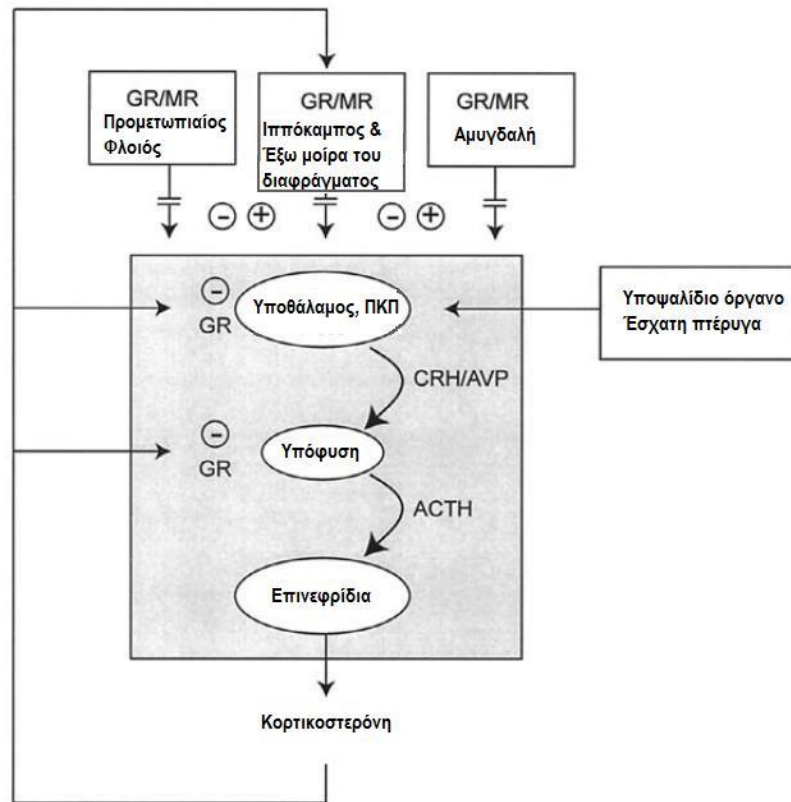 GR/MR
Προμετωπιαίος
Φλοιός
GR/MR
Ιππόκαμπος &
Έξω μοίρα του
διαφράγματος
GR/MR
Αμυγδαλή
- +
- +
-
GR
Υποθάλαμος, ΠΚΠ
Υποψαλίδιο όργανο
Έσχατη πτέρυγα
CRH/AVP
-
GR
Υπόφυση
ACTH
Επινεφρίδια
Κορτικοστερόνη